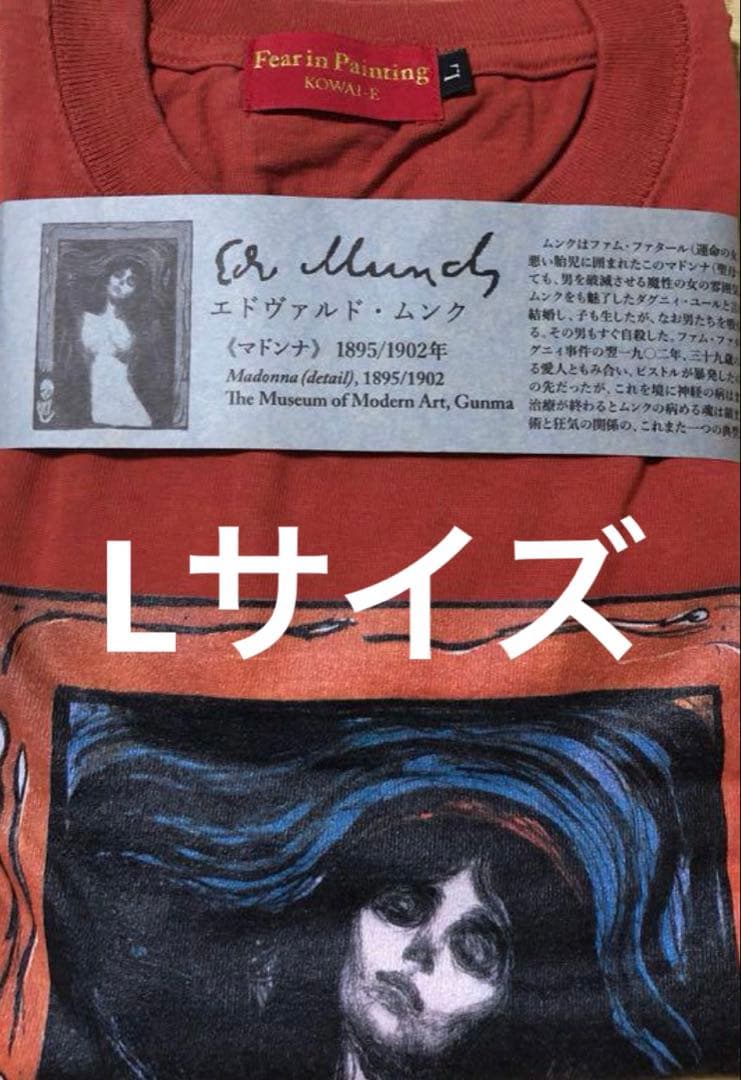 Fear in Painting
KOWAI-E
L
Edv Munch
エドヴァルド・ムンク
《マドンナ》 1895/1902年
Madonna (detail), 1895/1902
The Museum of Modern Art, Gunma
ムンクはファム・ファタール（運命の女
悪い胎児に囲まれたこのマドンナ（聖母
ても、男を破滅させる魔性の女の雰囲気
ムンクをも魅了したダグニィ・ユールと
結婚し、子も生したが、なお男たちを
る。その男もすぐ自殺した。ファム・ファ
グニィ事件の翌一九〇二年、三十九歳の
る愛人ともみ合い、ピストルが暴発した
の先だったが、これを境に神経の病は
治療が終わるとムンクの病める魂は
術と狂気の関係の、これまた一つの典型
Lサイズ